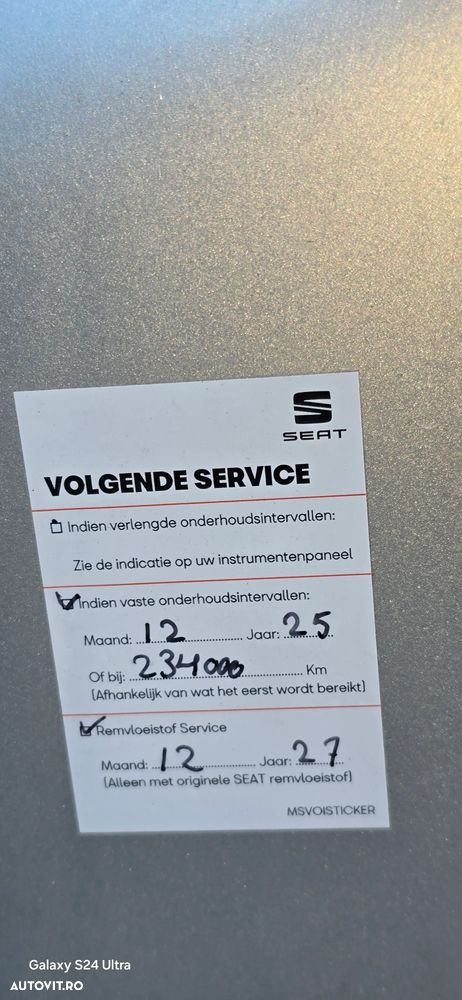 SEAT
VOLGENDE SERVICE
Indien verlengde onderhoudsintervallen:
Zie de indicatie op uw instrumentenpaneel
Indien vaste onderhoudsintervallen:
Maand: 12 Jaar: 25
Of bij: 234000 Km
(Afhankelijk van wat het eerst wordt bereikt)
Remvloeistof Service
Maand: 12 Jaar: 27
(Alleen met originele SEAT remvloeistof)
MSVOISTICKER
Galaxy S24 Ultra
AUTOVIT.RO